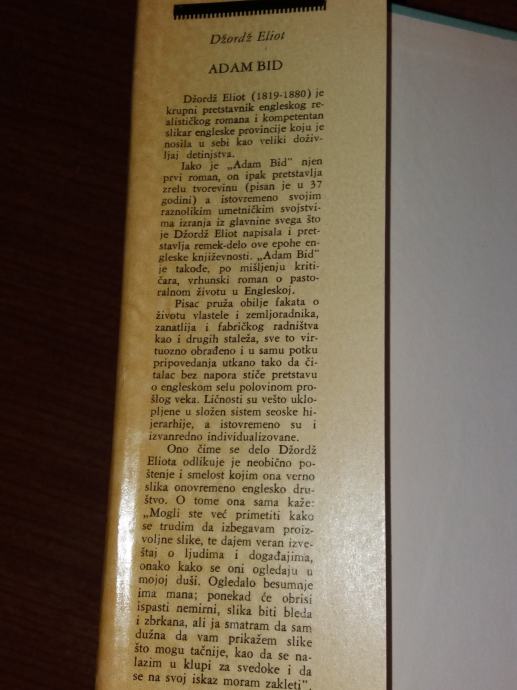 Džordž Eliot
ADAM BID
Džordž Eliot (1819-1880) je
krupni pretstavnik engleskog re-
alističkog romana i kompetentan
slikar engleske provincije koju je
nosila u sebi kao veliki doživ-
ljaj detinjstva.
Iako je „Adam Bid" njen
prvi roman, on ipak pretstavlja
zrelu tvorevinu (pisan je u 37
godini) a istovremeno svojim
raznolikim umetničkim svojstvi-
ma izranja iz glavnine svega što
je Džordž Eliot napisala i pret-
stavlja remek-delo ove epohe en-
gleske književnosti. „Adam Bid"
je takođe, po mišljenju kriti-
čara, vrhunski roman o pasto-
ralnom životu u Engleskoj.
Pisac pruža obilje fakata o
životu vlastele i zemljoradnika,
zanatlija i fabričkog radništva
kao i drugih staleža, sve to vir-
tuozno obrađeno i u samu potku
pripovedanja utkano tako da či-
talac bez napora stiče pretstavu
o engleskom selu polovinom pro-
šlog veka. Ličnosti su vešto uklo-
pljene u složen sistem seoske hi-
jerarhije, a istovremeno su i
izvanredno individualizovane.
Ono čime se delo Džordž
Eliota odlikuje je neobično po-
štenje i smelost kojim ona verno
slika onovremeno englesko dru-
štvo. O tome ona sama kaže:
„Mogli ste već primetiti kako
se trudim da izbegavam proiz-
voljne slike, te dajem veran izve-
štaj o ljudima i događajima,
onako kako se oni ogledaju u
mojoj duši. Ogledalo besumnje
ima mana; ponekad će obrisi
ispasti nemirni, slika biti bleda
i zbrkana, ali ja smatram da sam
dužna da vam prikažem slike
što mogu tačnije, kao da se na-
lazim u klupi za svedoke i da
se na svoj iskaz moram zakleti".